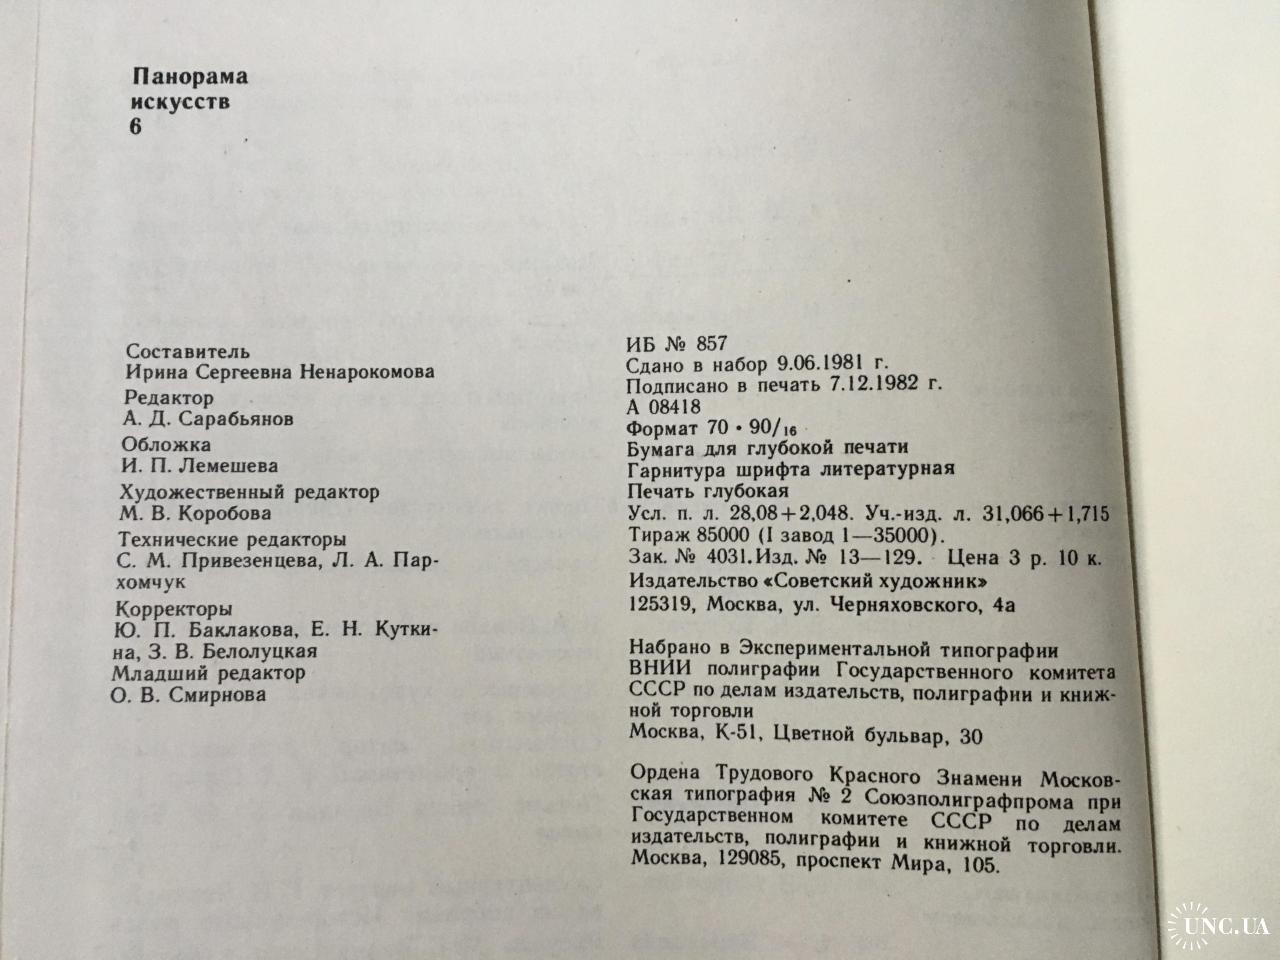 Панорама
искусств
6
Составитель
Ирина Сергеевна Ненарокомова
Редактор
А. Д. Сарабьянов
Обложка
И. П. Лемешева
Художественный редактор
М. В. Коробова
Технические редакторы
С. М. Привезенцева, Л. А. Пар-
хомчук
Корректоры
Ю. П. Баклакова, Е. Н. Кутки-
на, З. В. Белолуцкая
Младший редактор
О. В. Смирнова
ИБ № 857
Сдано в набор 9.06.1981 г.
Подписано в печать 7.12.1982 г.
А 08418
Формат 70 • 90/16
Бумага для глубокой печати
Гарнитура шрифта литературная
Печать глубокая
Усл. п. л. 28,08+2,048. Уч.-изд. л. 31,066+1,715
Тираж 85000 (I завод 1—35000).
Зак. № 4031. Изд. № 13—129. Цена 3 р. 10 к.
Издательство «Советский художник»
125319, Москва, ул. Черняховского, 4а
Набрано в Экспериментальной типографии
ВНИИ полиграфии Государственного комитета
СССР по делам издательств, полиграфии и книж-
ной торговли
Москва, К-51, Цветной бульвар, 30
Ордена Трудового Красного Знамени Москов-
ская типография № 2 Союзполиграфпрома при
Государственном комитете СССР по делам
издательств, полиграфии и книжной торговли.
Москва, 129085, проспект Мира, 105.
UNC.UA